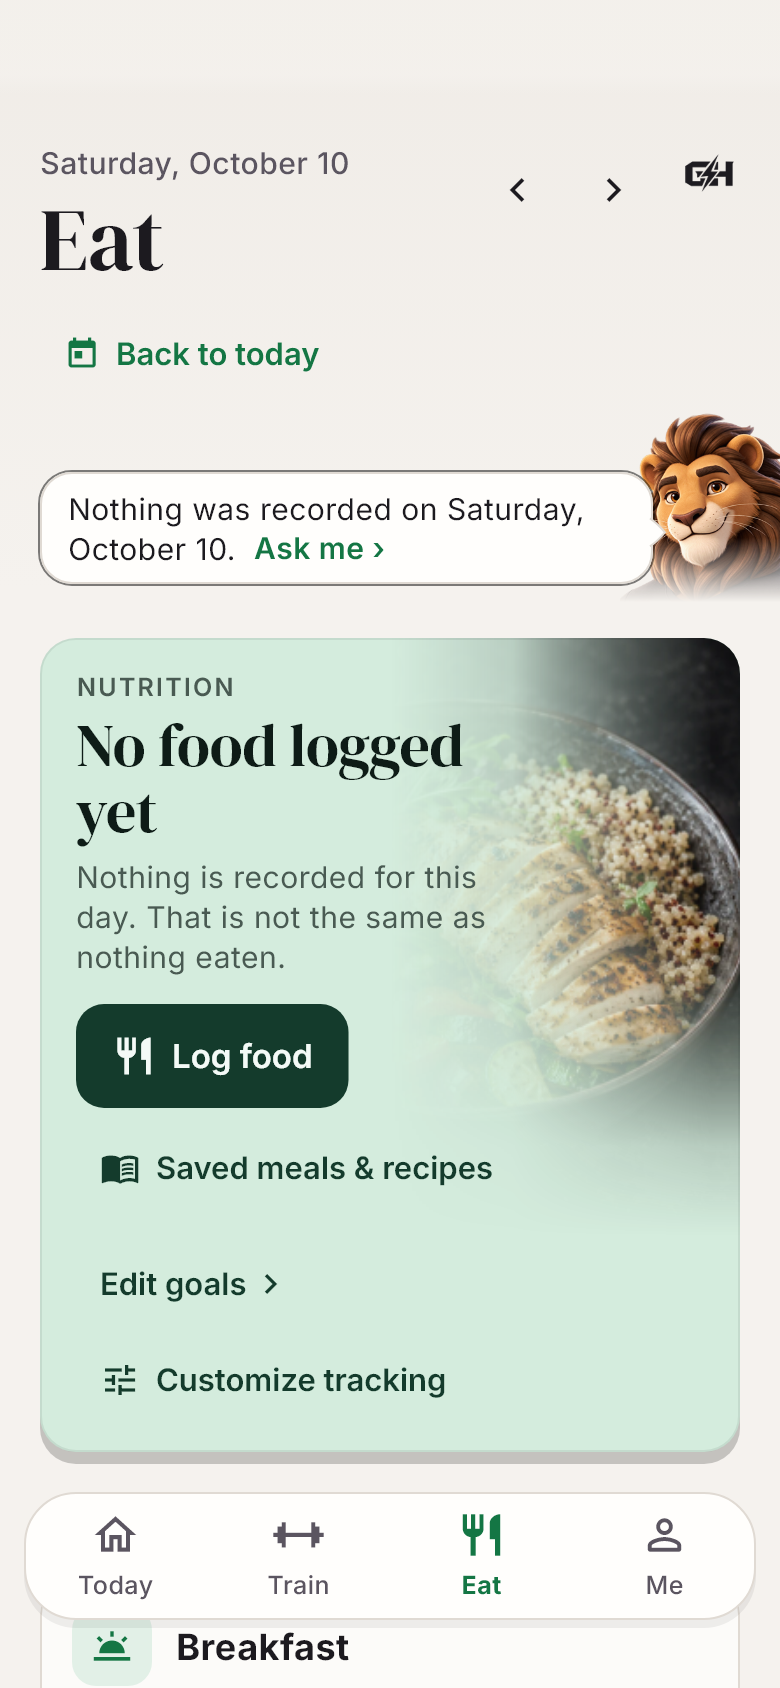 Saturday, October 10
GH
Eat
Back to today
Nothing was recorded on Saturday,
October 10. Ask me ›
NUTRITION
No food logged
yet
Nothing is recorded for this
day. That is not the same as
nothing eaten.
Log food
Saved meals & recipes
Edit goals
Customize tracking
Today
Train
Eat
Me
Breakfast